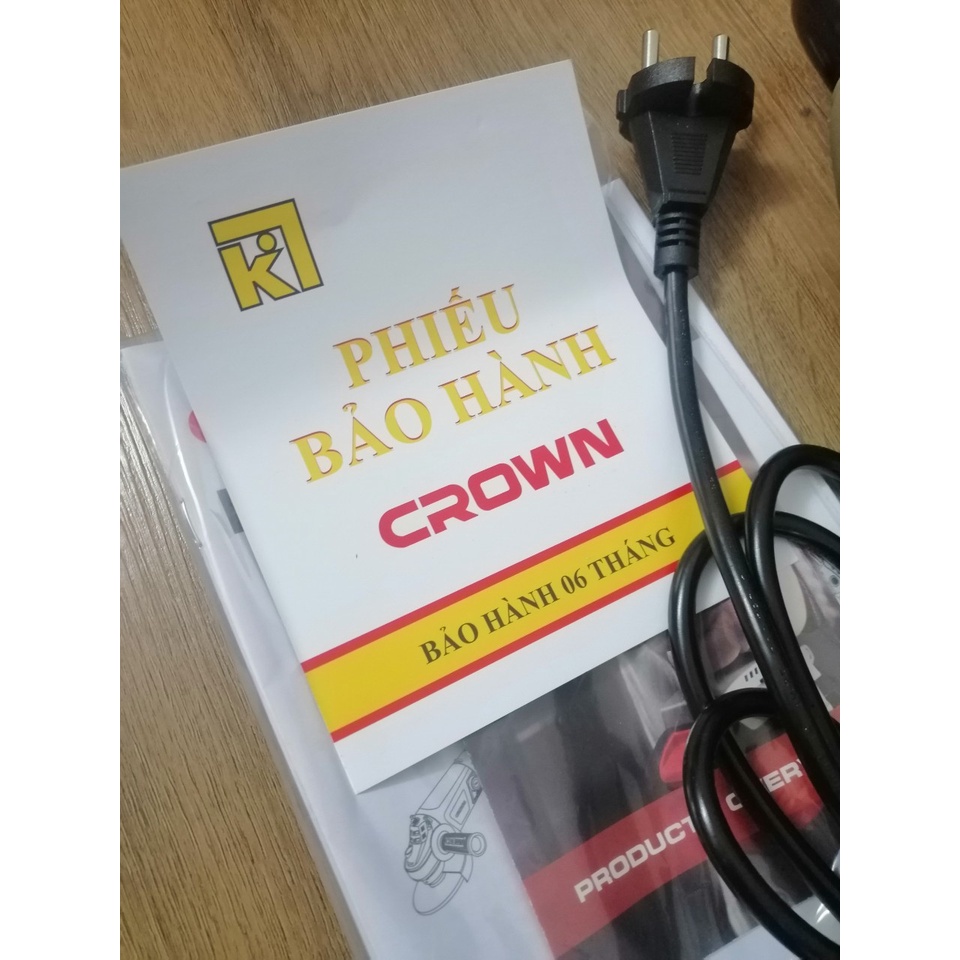 K
PHIẾU
BẢO HÀNH
CROWN
BẢO HÀNH 06 THÁNG
PRODUCT